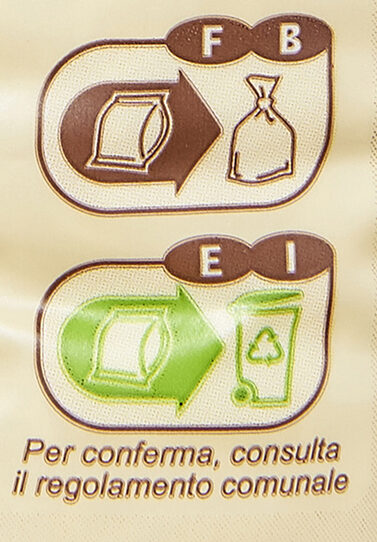 F B
E I
Per conferma, consulta
il regolamento comunale